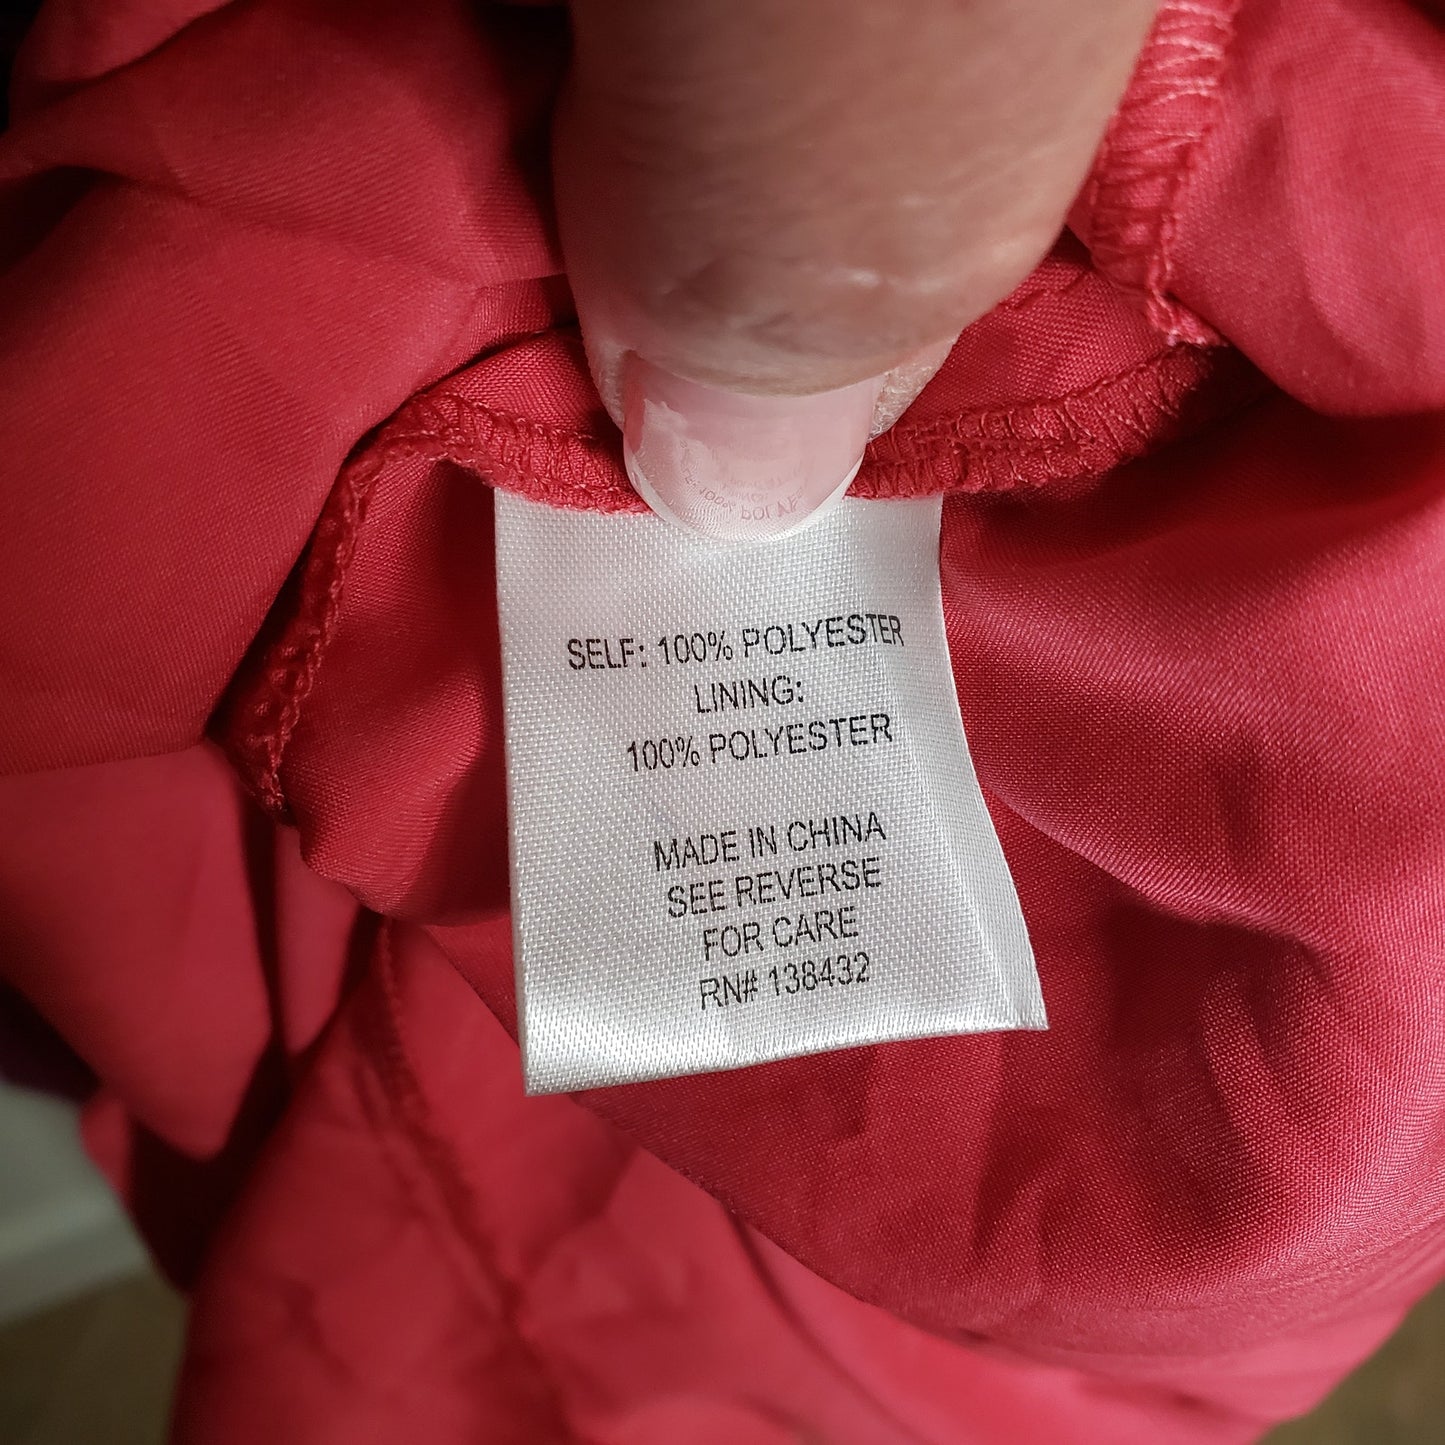 SELF: 100% POLYESTER
LINING:
100% POLYESTER
MADE IN CHINA
SEE REVERSE
FOR CARE
RN# 138432